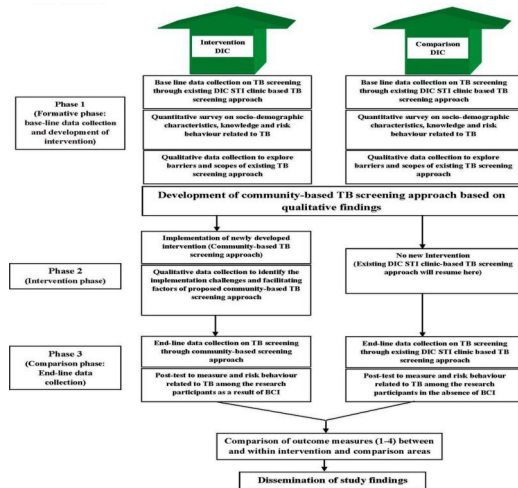 Intervention
DIC
Comparison
DIC
Phase 1
(Formative phase:
base-line data collection
and development of
intervention)
Base line data collection on TB screening
through existing DIC STI clinic based TB
screening approach
Base line data collection on TB screening
through existing DIC STI clinic based TB
screening approach
Quantitative survey on socio-demographic
characteristics, knowledge and risk
behaviour related to TB
Quantitative survey on socio-demographic
characteristics, knowledge and risk
behaviour related to TB
Qualitative data collection to explore
barriers and scopes of existing TB
screening approach
Qualitative data collection to explore
barriers and scopes of existing TB
screening approach
Development of community-based TB screening approach based on
qualitative findings
Phase 2
(Intervention phase)
Implementation of newly developed
intervention (Community-based TB
screening approach)
Qualitative data collection to identify the
implementation challenges and facilitating
factors of proposed community-based TB
screening approach
No new Intervention
(Existing DIC STI clinic-based TB screening
approach will resume here)
Phase 3
(Comparison phase:
End-line data
collection)
End-line data collection on TB screening
through community-based screening
approach
End-line data collection on TB screening
through existing DIC STI clinic based TB
screening approach
Post-test to measure and risk behaviour
related to TB among the research
participants as a result of BCI
Post-test to measure and risk behaviour
related to TB among the research
participants in the absence of BCI
Comparison of outcome measures (1-4) between
and within intervention and comparison areas
Dissemination of study findings